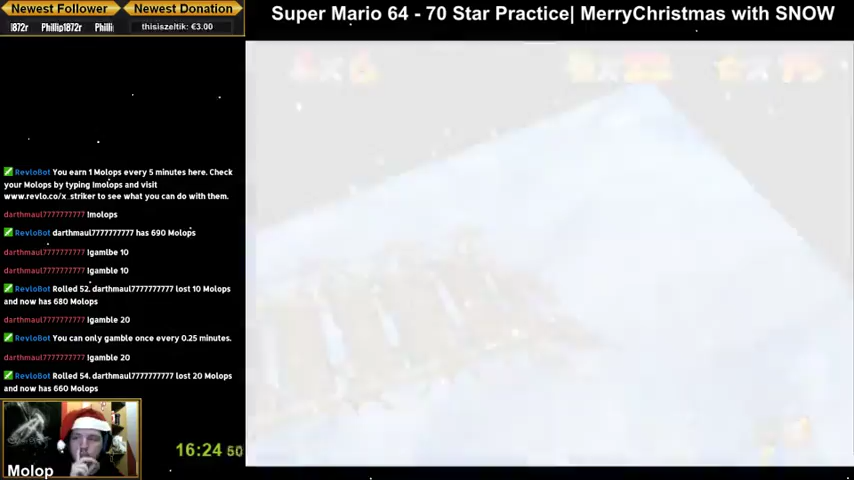 Newest Follower
Newest Donation
Super Mario 64 - 70 Star Practice| MerryChristmas with SNOW
l872r Phillip1872r Philli
thisiszeltik: €3.00
RevloBot You earn 1 Molops every 5 minutes here. Check
your Molops by typing !molops and visit
www.revlo.co/x_striker to see what you can do with them.
darthmaul7777777777 !molops
RevloBot darthmaul7777777777 has 690 Molops
darthmaul7777777777 !gamlbe 10
darthmaul7777777777 !gamble 10
RevloBot Rolled 52. darthmaul7777777777 lost 10 Molops
and now has 680 Molops
darthmaul7777777777 !gamble 20
RevloBot You can only gamble once every 0.25 minutes.
darthmaul7777777777 !gamble 20
RevloBot Rolled 54. darthmaul7777777777 lost 20 Molops
and now has 660 Molops
16:24 50
Molop